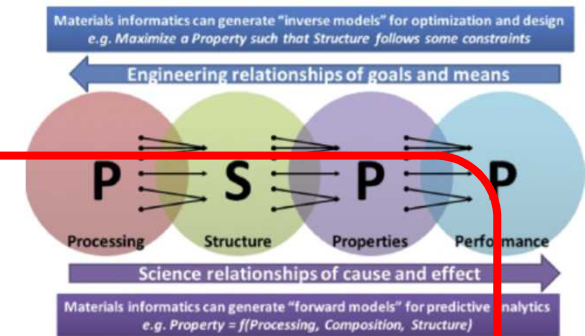 Materials informatics can generate “inverse models” for optimization and design
e.g. Maximize a Property such that Structure follows some constraints
Engineering relationships of goals and means
P S P P
Processing Structure Properties Performance
Science relationships of cause and effect
Materials informatics can generate “forward models” for predictive analytics
e.g. Property = f(Processing, Composition, Structure)